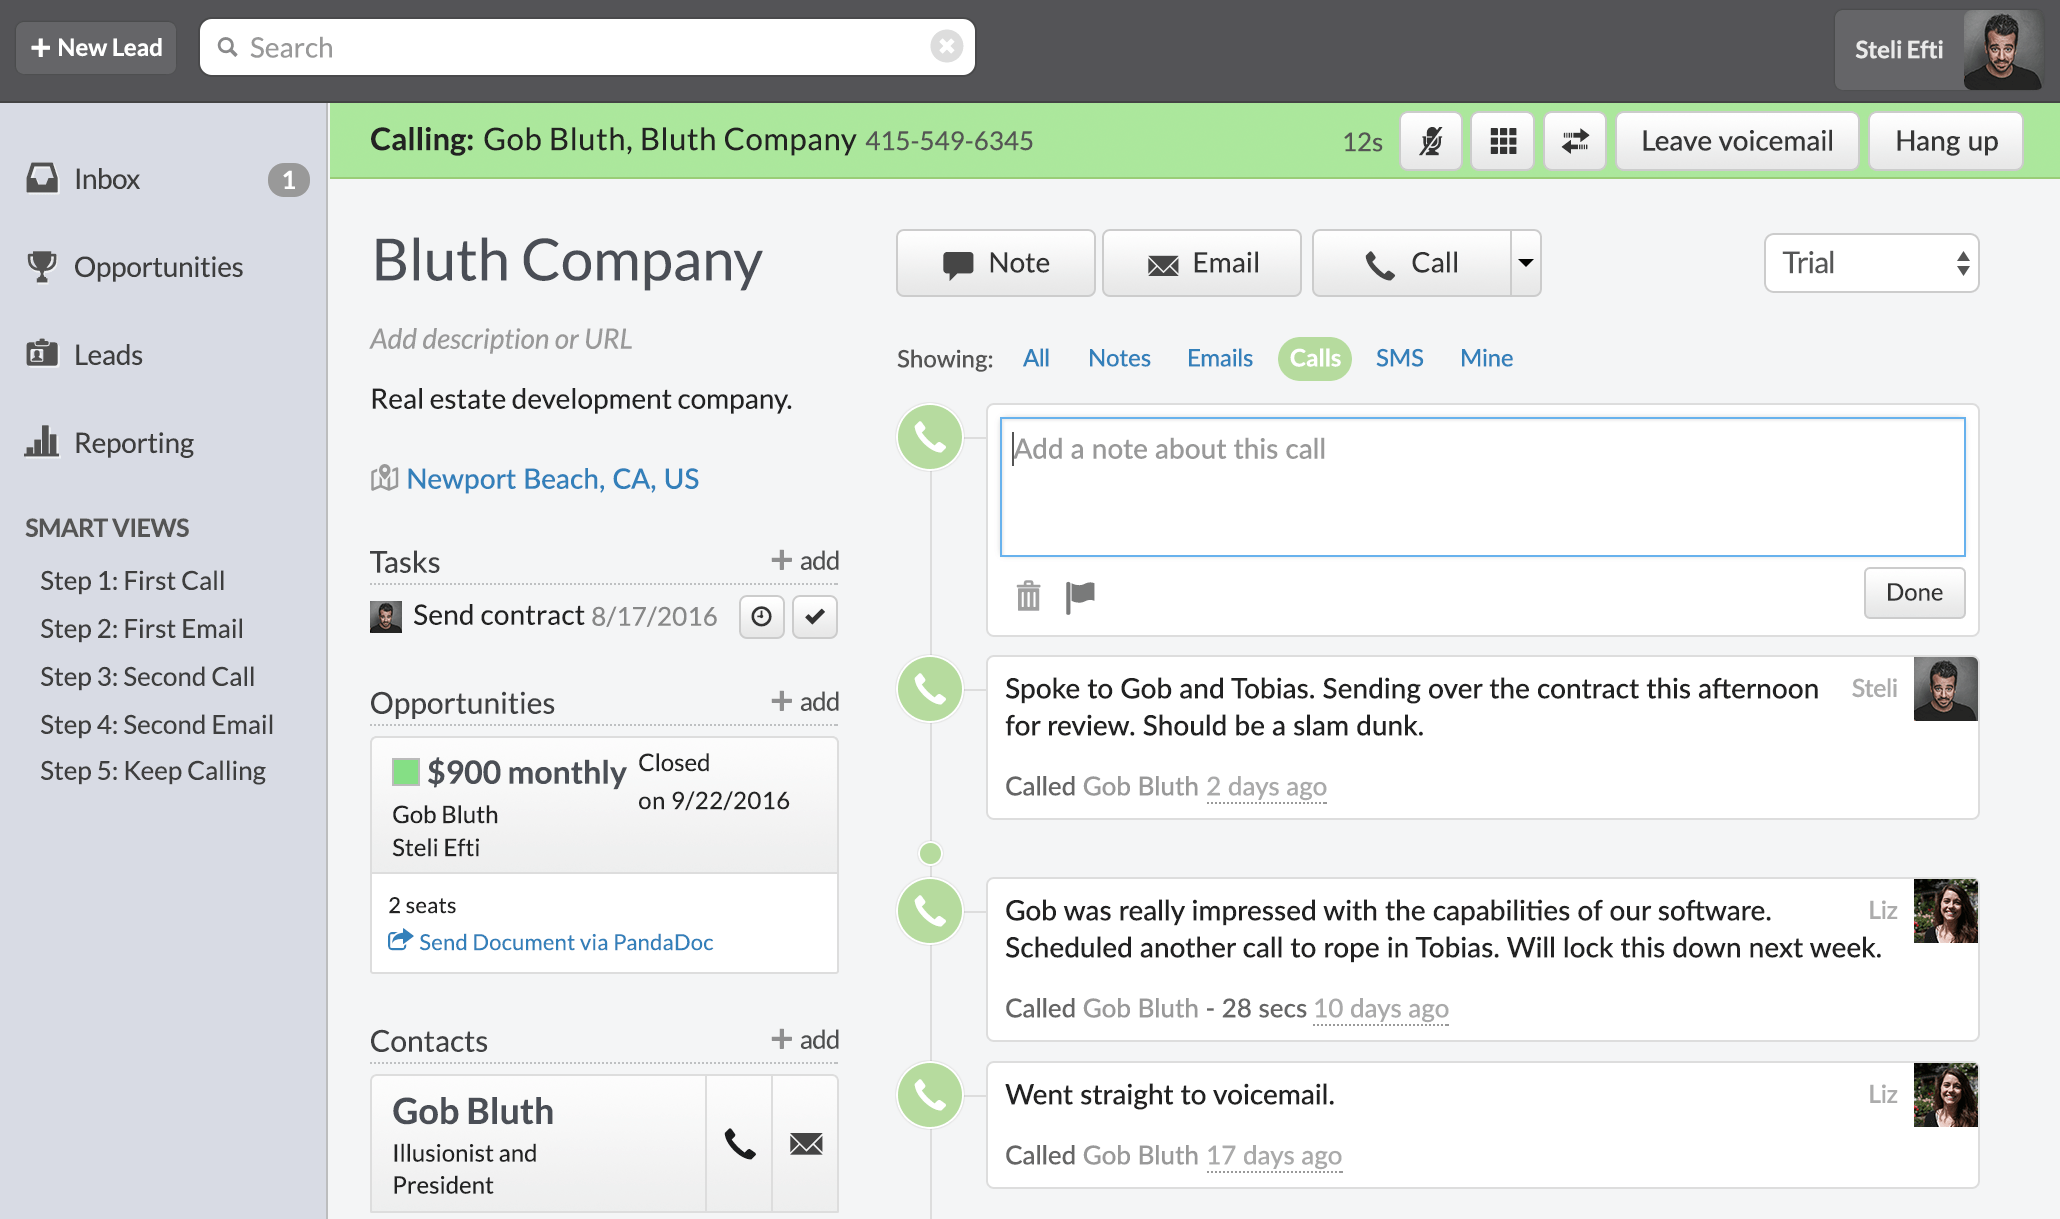 New Lead
Search
Steli Efti
Calling: Gob Bluth, Bluth Company 415-549-6345
12s
Leave voicemail
Hang up
Inbox
1
Opportunities
Leads
Reporting
SMART VIEWS
Step 1: First Call
Step 2: First Email
Step 3: Second Call
Step 4: Second Email
Step 5: Keep Calling
Bluth Company
Add description or URL
Real estate development company.
Newport Beach, CA, US
Tasks
+ add
Send contract 8/17/2016
Opportunities
+ add
$900 monthly
Closed
on 9/22/2016
Gob Bluth
Steli Efti
2 seats
Send Document via PandaDoc
Contacts
+ add
Gob Bluth
Illusionist and
President
Note
Email
Call
Trial
Showing: All Notes Emails Calls SMS Mine
Add a note about this call
Done
Spoke to Gob and Tobias. Sending over the contract this afternoon
for review. Should be a slam dunk.
Steli
Called Gob Bluth 2 days ago
Gob was really impressed with the capabilities of our software.
Scheduled another call to rope in Tobias. Will lock this down next week.
Liz
Called Gob Bluth - 28 secs 10 days ago
Went straight to voicemail.
Liz
Called Gob Bluth 17 days ago